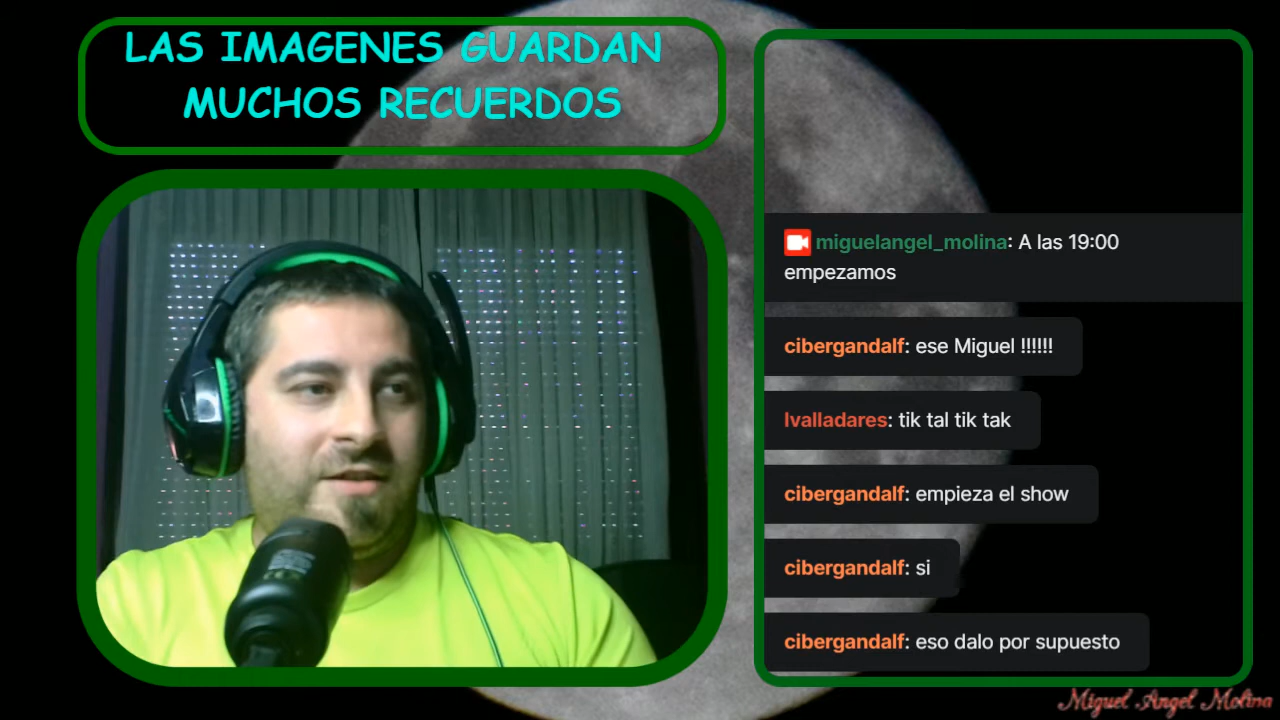 LAS IMAGENES GUARDAN
MUCHOS RECUERDOS
miguelangel_molina: A las 19:00
empezamos
cibergandalf: ese Miguel !!!!!!
lvalladares: tik tal tik tak
cibergandalf: empieza el show
cibergandalf: si
cibergandalf: eso dalo por supuesto
Miguel Angel Molina